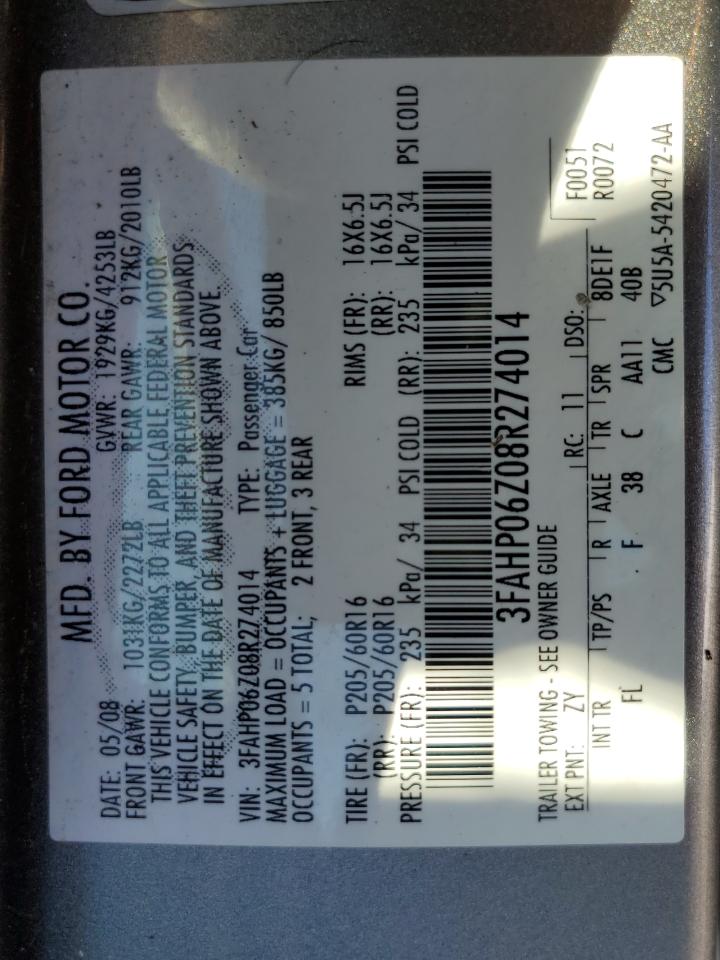 MFD. BY FORD MOTOR CO.
DATE: 05/08 GVWR: 1929KG/4253LB
FRONT GAWR: 1031KG/2272LB REAR GAWR: 912KG/2010LB
THIS VEHICLE CONFORMS TO ALL APPLICABLE FEDERAL MOTOR
VEHICLE SAFETY, BUMPER, AND THEFT PREVENTION STANDARDS
IN EFFECT ON THE DATE OF MANUFACTURE SHOWN ABOVE.
VIN: 3FAHP06Z08R274014 TYPE: Passenger Car
MAXIMUM LOAD = OCCUPANTS + LUGGAGE = 385KG/ 850LB
OCCUPANTS = 5 TOTAL; 2 FRONT, 3 REAR
TIRE (FR): P205/60R16 RIMS (FR): 16X6.5J
(RR): P205/60R16 (RR): 16X6.5J
PRESSURE (FR): 235 kPa/ 34 PSI COLD (RR): 235 kPa/ 34 PSI COLD
3FAHP06Z08R274014
TRAILER TOWING - SEE OWNER GUIDE
EXT PNT: ZY RC: 11 DSO: F0051
INT TR TP/PS R AXLE TR SPR 8DE1F R0072
FL . F 38 C AA11 40B
CMC ▽5U5A-5420472-AA